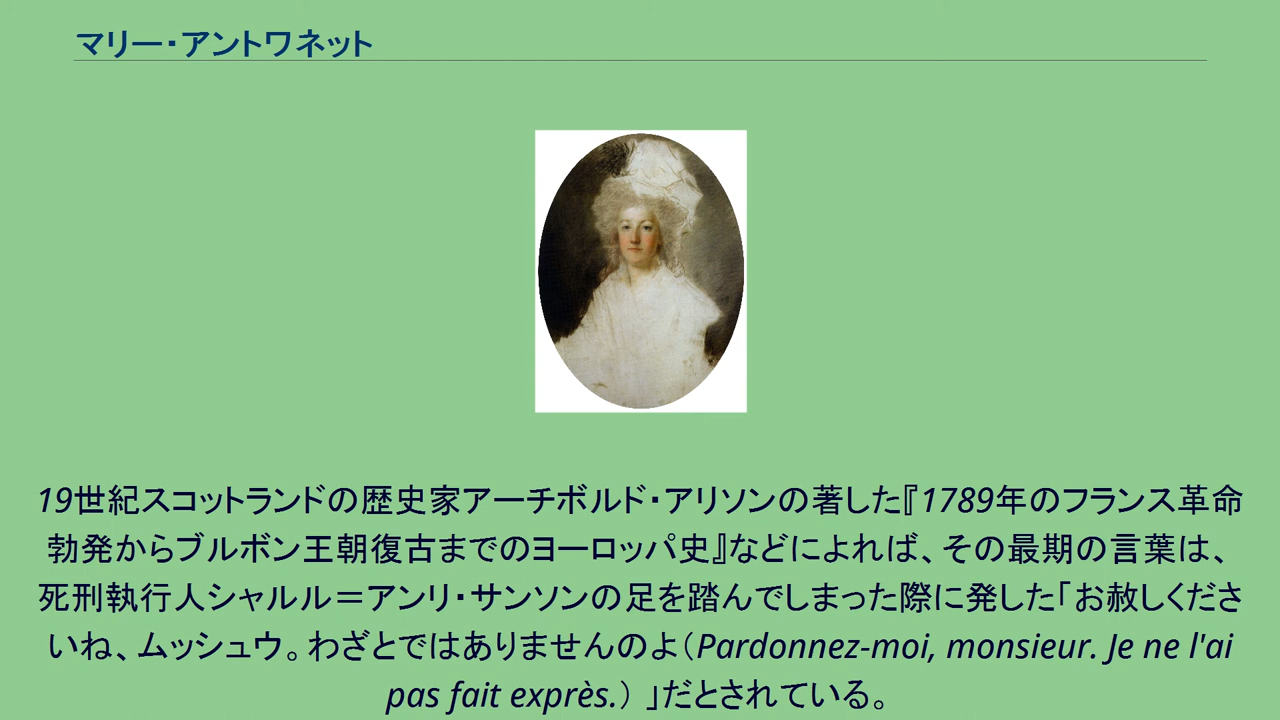 マリー・アントワネット
19世紀スコットランドの歴史家アーチボルド・アリソンの著した『1789年のフランス革命
勃発からブルボン王朝復古までのヨーロッパ史』などによれば、その最期の言葉は、
死刑執行人シャルル＝アンリ・サンソンの足を踏んでしまった際に発した「お赦しくださ
いね、ムッシュウ。わざとではありませんのよ（Pardonnez-moi, monsieur. Je ne l'ai
pas fait exprès.）」だとされている。